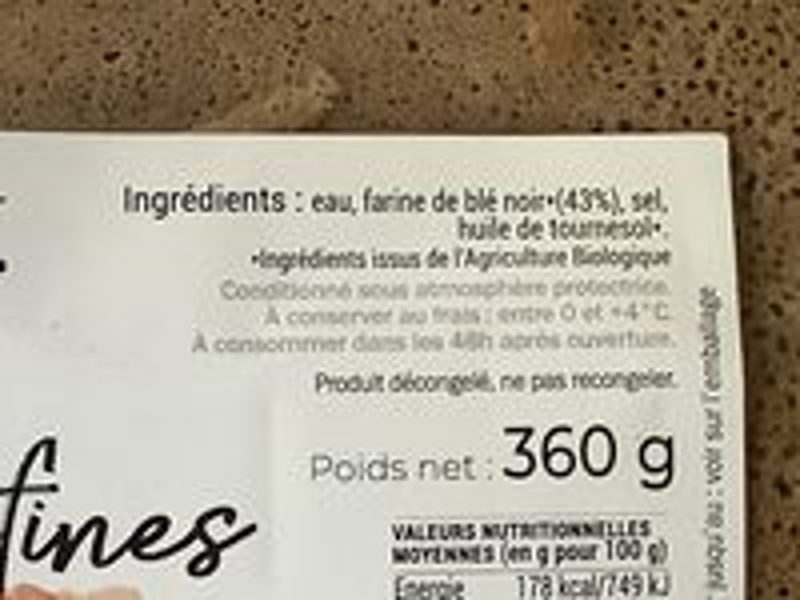 Ingrédients : eau, farine de blé noir•(43%), sel,
huile de tournesol•.
•Ingrédients issus de l'Agriculture Biologique
Conditionné sous atmosphère protectrice.
À conserver au frais : entre 0 et +4°C.
À consommer dans les 48h après ouverture.
Produit décongelé, ne pas recongeler.
Poids net : 360 g
fines
VALEURS NUTRITIONNELLES
MOYENNES (en g pour 100 g)
Énergie 178 kcal/749 kJ
jusqu'au : voir sur l'emballage